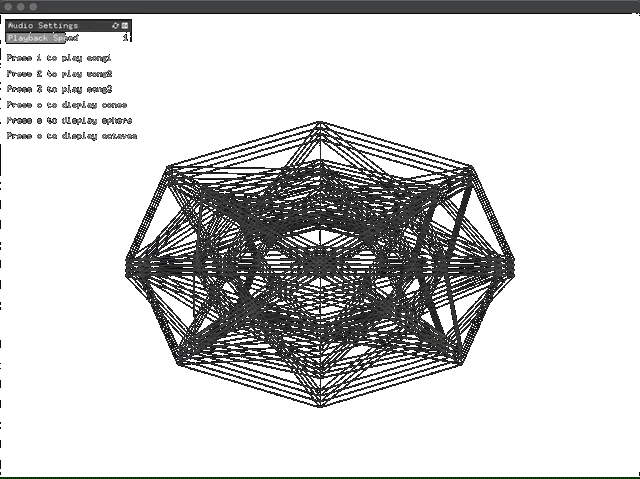 Audio Settings
Playback Speed 1
Press 1 to play song1
Press 2 to play song2
Press 3 to play song3
Press c to display cones
Press s to display sphere
Press o to display octaves